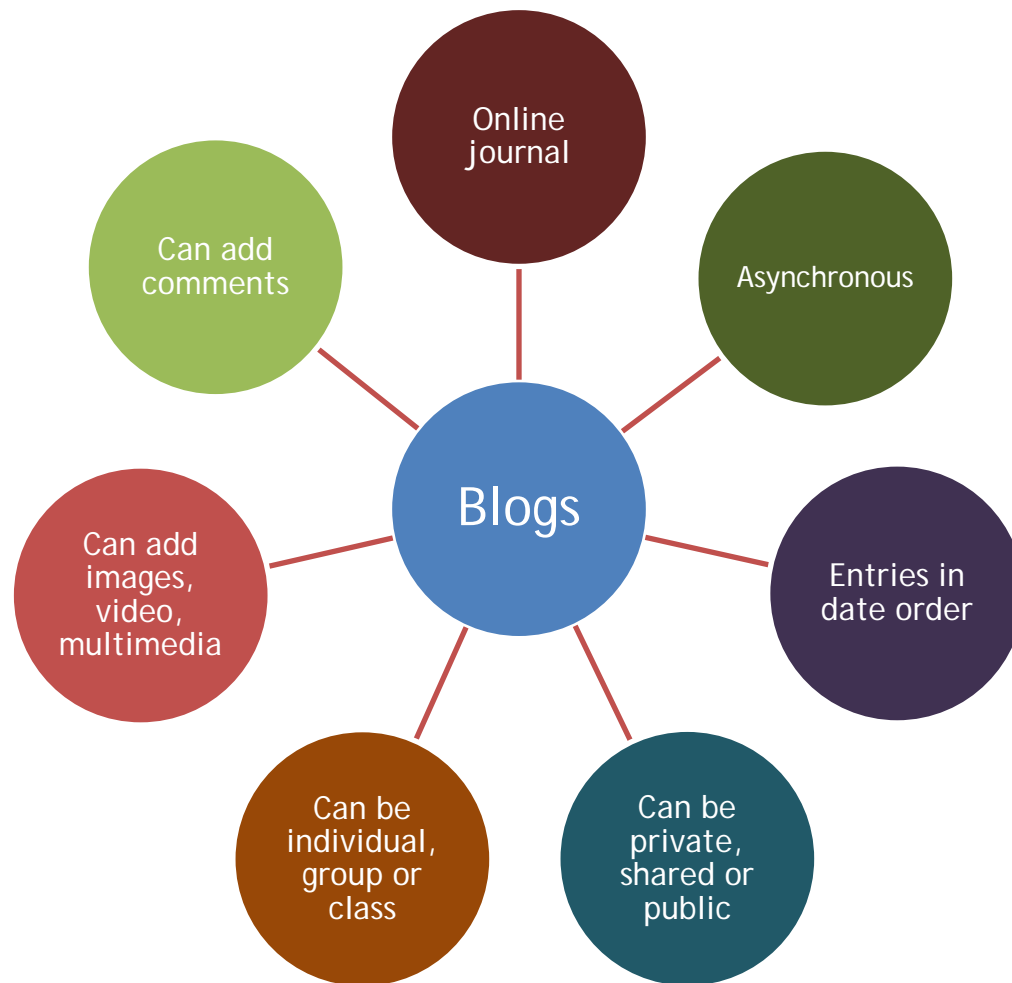 Online
journal
Asynchronous
Entries in
date order
Can be
private,
shared or
public
Can be
individual,
group or
class
Can add
images,
video,
multimedia
Can add
comments
Blogs